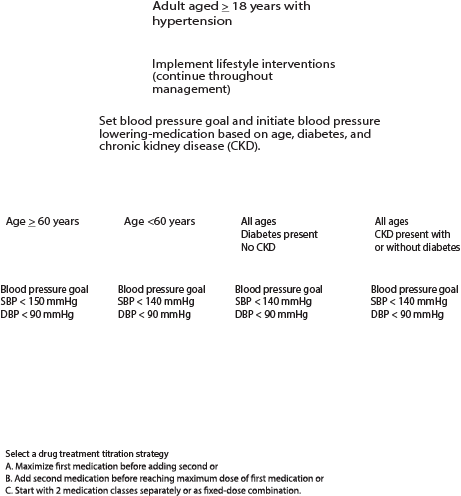 Adult aged ≥ 18 years with
hypertension
Implement lifestyle interventions
(continue throughout
management)
Set blood pressure goal and initiate blood pressure
lowering-medication based on age, diabetes, and
chronic kidney disease (CKD).
Age ≥ 60 years
Blood pressure goal
SBP < 150 mmHg
DBP < 90 mmHg
Age <60 years
Blood pressure goal
SBP < 140 mmHg
DBP < 90 mmHg
All ages
Diabetes present
No CKD
Blood pressure goal
SBP < 140 mmHg
DBP < 90 mmHg
All ages
CKD present with
or without diabetes
Blood pressure goal
SBP < 140 mmHg
DBP < 90 mmHg
Select a drug treatment titration strategy
A. Maximize first medication before adding second or
B. Add second medication before reaching maximum dose of first medication or
C. Start with 2 medication classes separately or as fixed-dose combination.